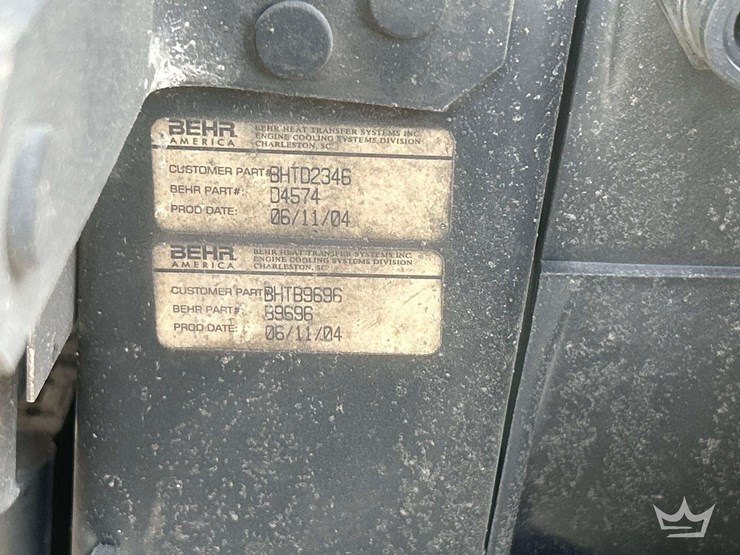 BEHR
AMERICA
BEHR HEAT TRANSFER SYSTEMS INC
ENGINE COOLING SYSTEMS DIVISION
CHARLESTON, SC
CUSTOMER PART#: BHTD2346
BEHR PART#: D4574
PROD DATE: 06/11/04
BEHR
AMERICA
BEHR HEAT TRANSFER SYSTEMS INC
ENGINE COOLING SYSTEMS DIVISION
CHARLESTON, SC
CUSTOMER PART BHTB9696
BEHR PART#: B9696
PROD DATE: 06/11/04